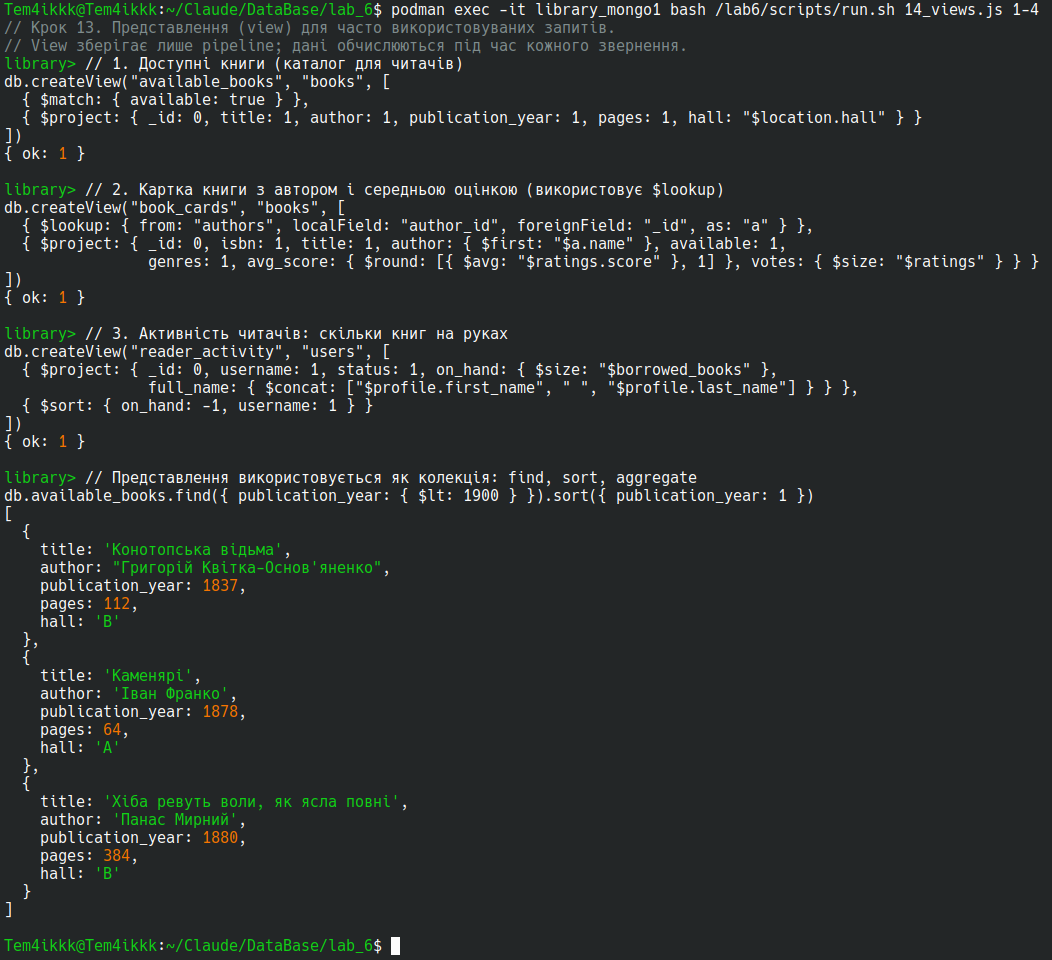 Tem4ikkk@Tem4ikkk:~/Claude/DataBase/lab_6$ podman exec -it library_mongo1 bash /lab6/scripts/run.sh 14_views.js 1-4
// Крок 13. Представлення (view) для часто використовуваних запитів.
// View зберігає лише pipeline; дані обчислюються під час кожного звернення.
library> // 1. Доступні книги (каталог для читачів)
db.createView("available_books", "books", [
  { $match: { available: true } },
  { $project: { _id: 0, title: 1, author: 1, publication_year: 1, pages: 1, hall: "$location.hall" } }
])
{ ok: 1 }

library> // 2. Картка книги з автором і середньою оцінкою (використовує $lookup)
db.createView("book_cards", "books", [
  { $lookup: { from: "authors", localField: "author_id", foreignField: "_id", as: "a" } },
  { $project: { _id: 0, isbn: 1, title: 1, author: { $first: "$a.name" }, available: 1,
                genres: 1, avg_score: { $round: [{ $avg: "$ratings.score" }, 1] }, votes: { $size: "$ratings" } } }
])
{ ok: 1 }

library> // 3. Активність читачів: скільки книг на руках
db.createView("reader_activity", "users", [
  { $project: { _id: 0, username: 1, status: 1, on_hand: { $size: "$borrowed_books" },
                full_name: { $concat: ["$profile.first_name", " ", "$profile.last_name"] } } },
  { $sort: { on_hand: -1, username: 1 } }
])
{ ok: 1 }

library> // Представлення використовується як колекція: find, sort, aggregate
db.available_books.find({ publication_year: { $lt: 1900 } }).sort({ publication_year: 1 })
[
  {
    title: 'Конотопська відьма',
    author: "Григорій Квітка-Основ'яненко",
    publication_year: 1837,
    pages: 112,
    hall: 'В'
  },
  {
    title: 'Каменярі',
    author: 'Іван Франко',
    publication_year: 1878,
    pages: 64,
    hall: 'А'
  },
  {
    title: 'Хіба ревуть воли, як ясла повні',
    author: 'Панас Мирний',
    publication_year: 1880,
    pages: 384,
    hall: 'В'
  }
]

Tem4ikkk@Tem4ikkk:~/Claude/DataBase/lab_6$